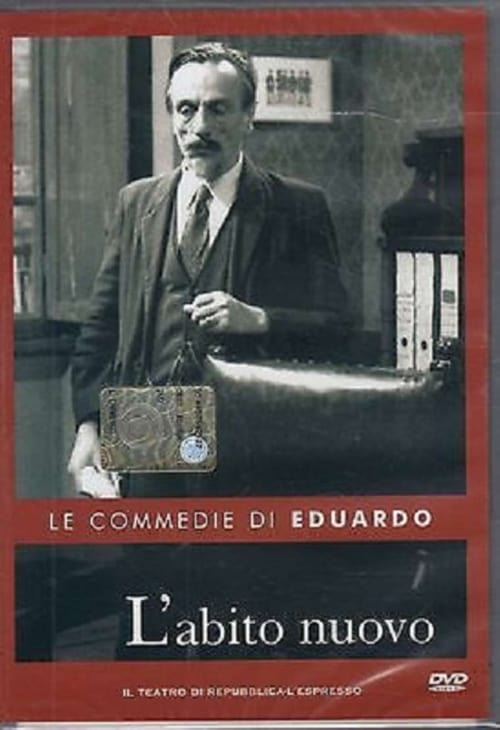 LE COMMEDIE DI EDUARDO
L'abito nuovo
IL TEATRO DI REPUBBLICA-L'ESPRESSO
DVD